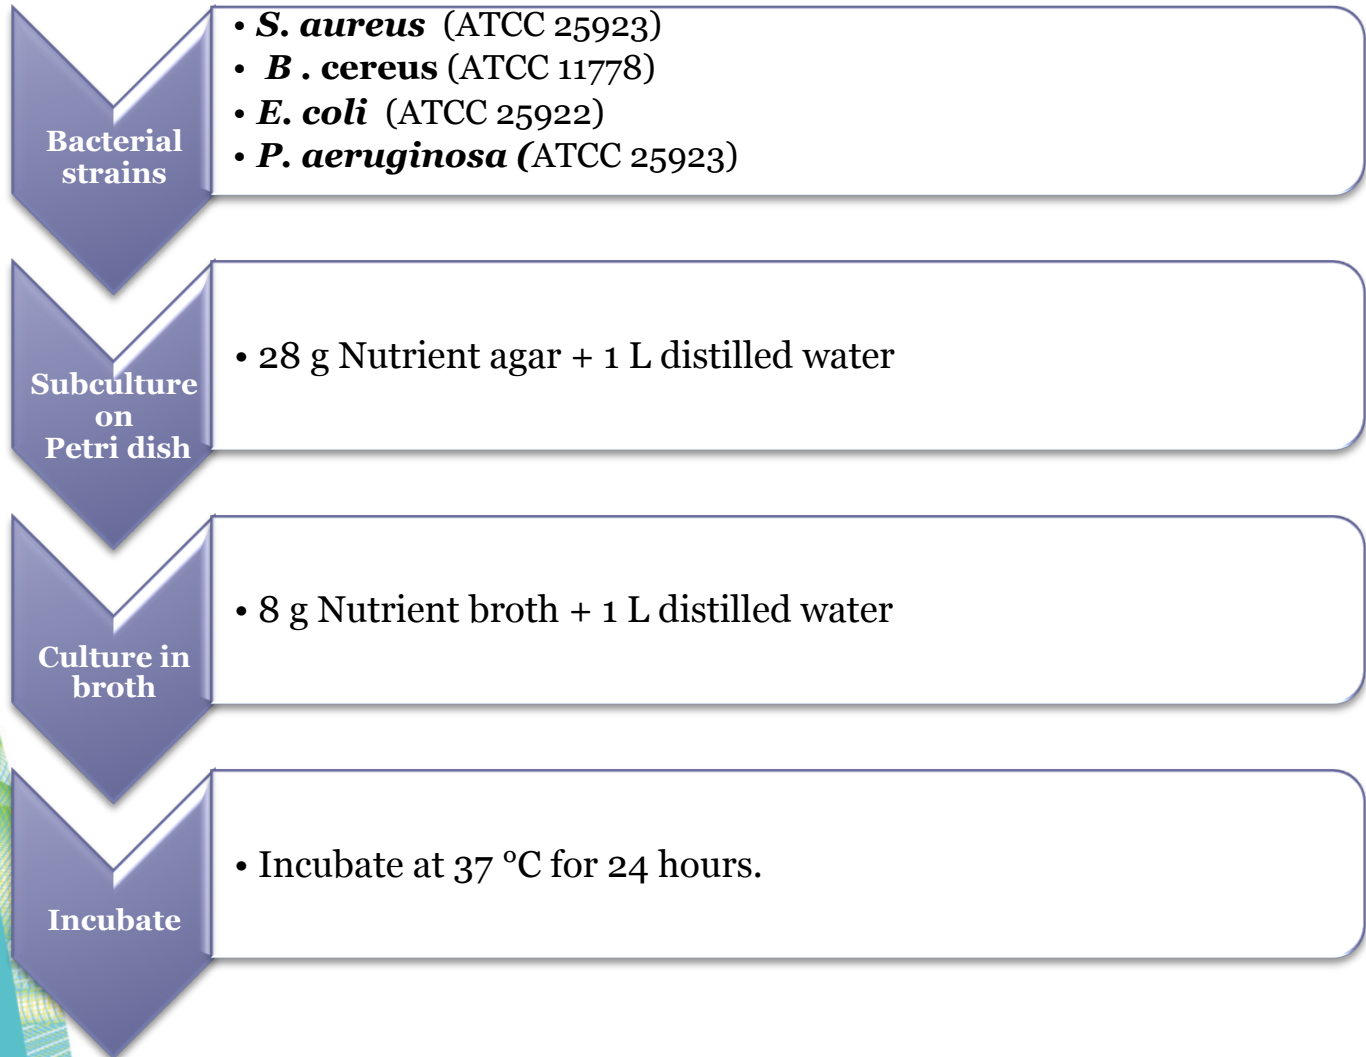 Bacterial
strains
• S. aureus (ATCC 25923)
• B . cereus (ATCC 11778)
• E. coli (ATCC 25922)
• P. aeruginosa (ATCC 25923)
Subculture
on
Petri dish
• 28 g Nutrient agar + 1 L distilled water
Culture in
broth
• 8 g Nutrient broth + 1 L distilled water
Incubate
• Incubate at 37 °C for 24 hours.